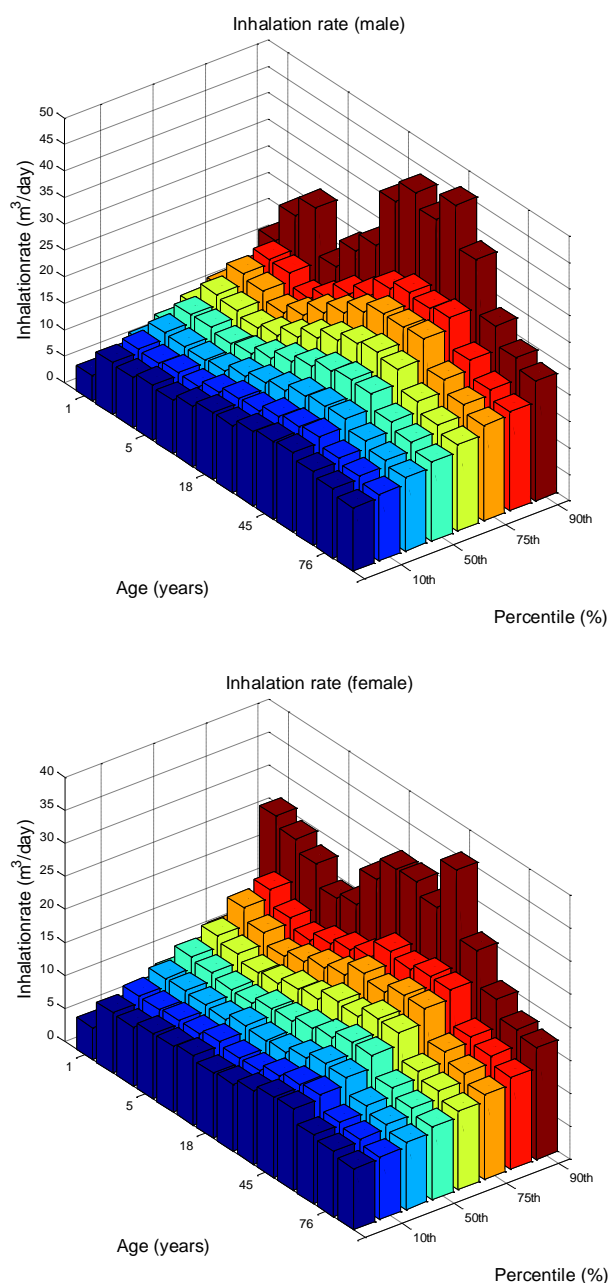 Inhalation rate (male)
50
45
40
35
30
25
20
15
10
5
0
Inhalationrate (m³/day)
1
5
18
45
76
Age (years)
10th
50th
75th
90th
Percentile (%)
Inhalation rate (female)
40
35
30
25
20
15
10
5
0
Inhalationrate (m³/day)
1
5
18
45
76
Age (years)
10th
50th
75th
90th
Percentile (%)